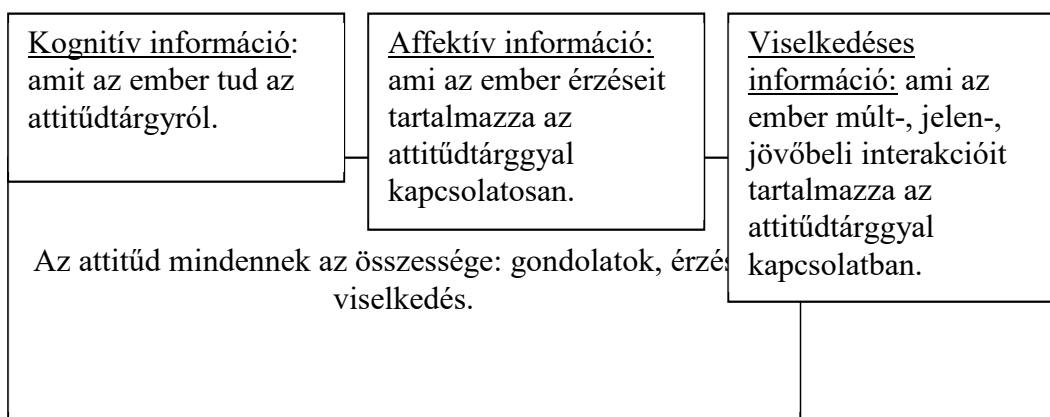 Kognitív információ:
amit az ember tud az
attitűdtárgyról.
Affektív információ:
ami az ember érzéseit
tartalmazza az
attitűdtárggyal
kapcsolatosan.
Viselkedéses
információ: ami az
ember múlt-, jelen-,
jövőbeli interakcióit
tartalmazza az
attitűdtárggyal
kapcsolatban.
Az attitűd mindennek az összessége: gondolatok,
viselkedés.